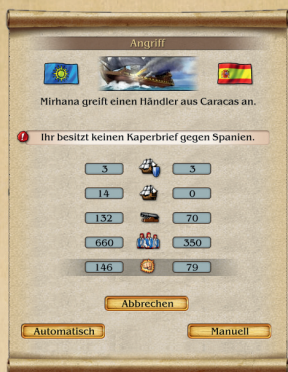 Angriff
Mirhana greift einen Händler aus Caracas an.
Ihr besitzt keinen Kaperbrief gegen Spanien.
3 3
14 0
132 70
660 350
146 79
Abbrechen
Automatisch Manuell